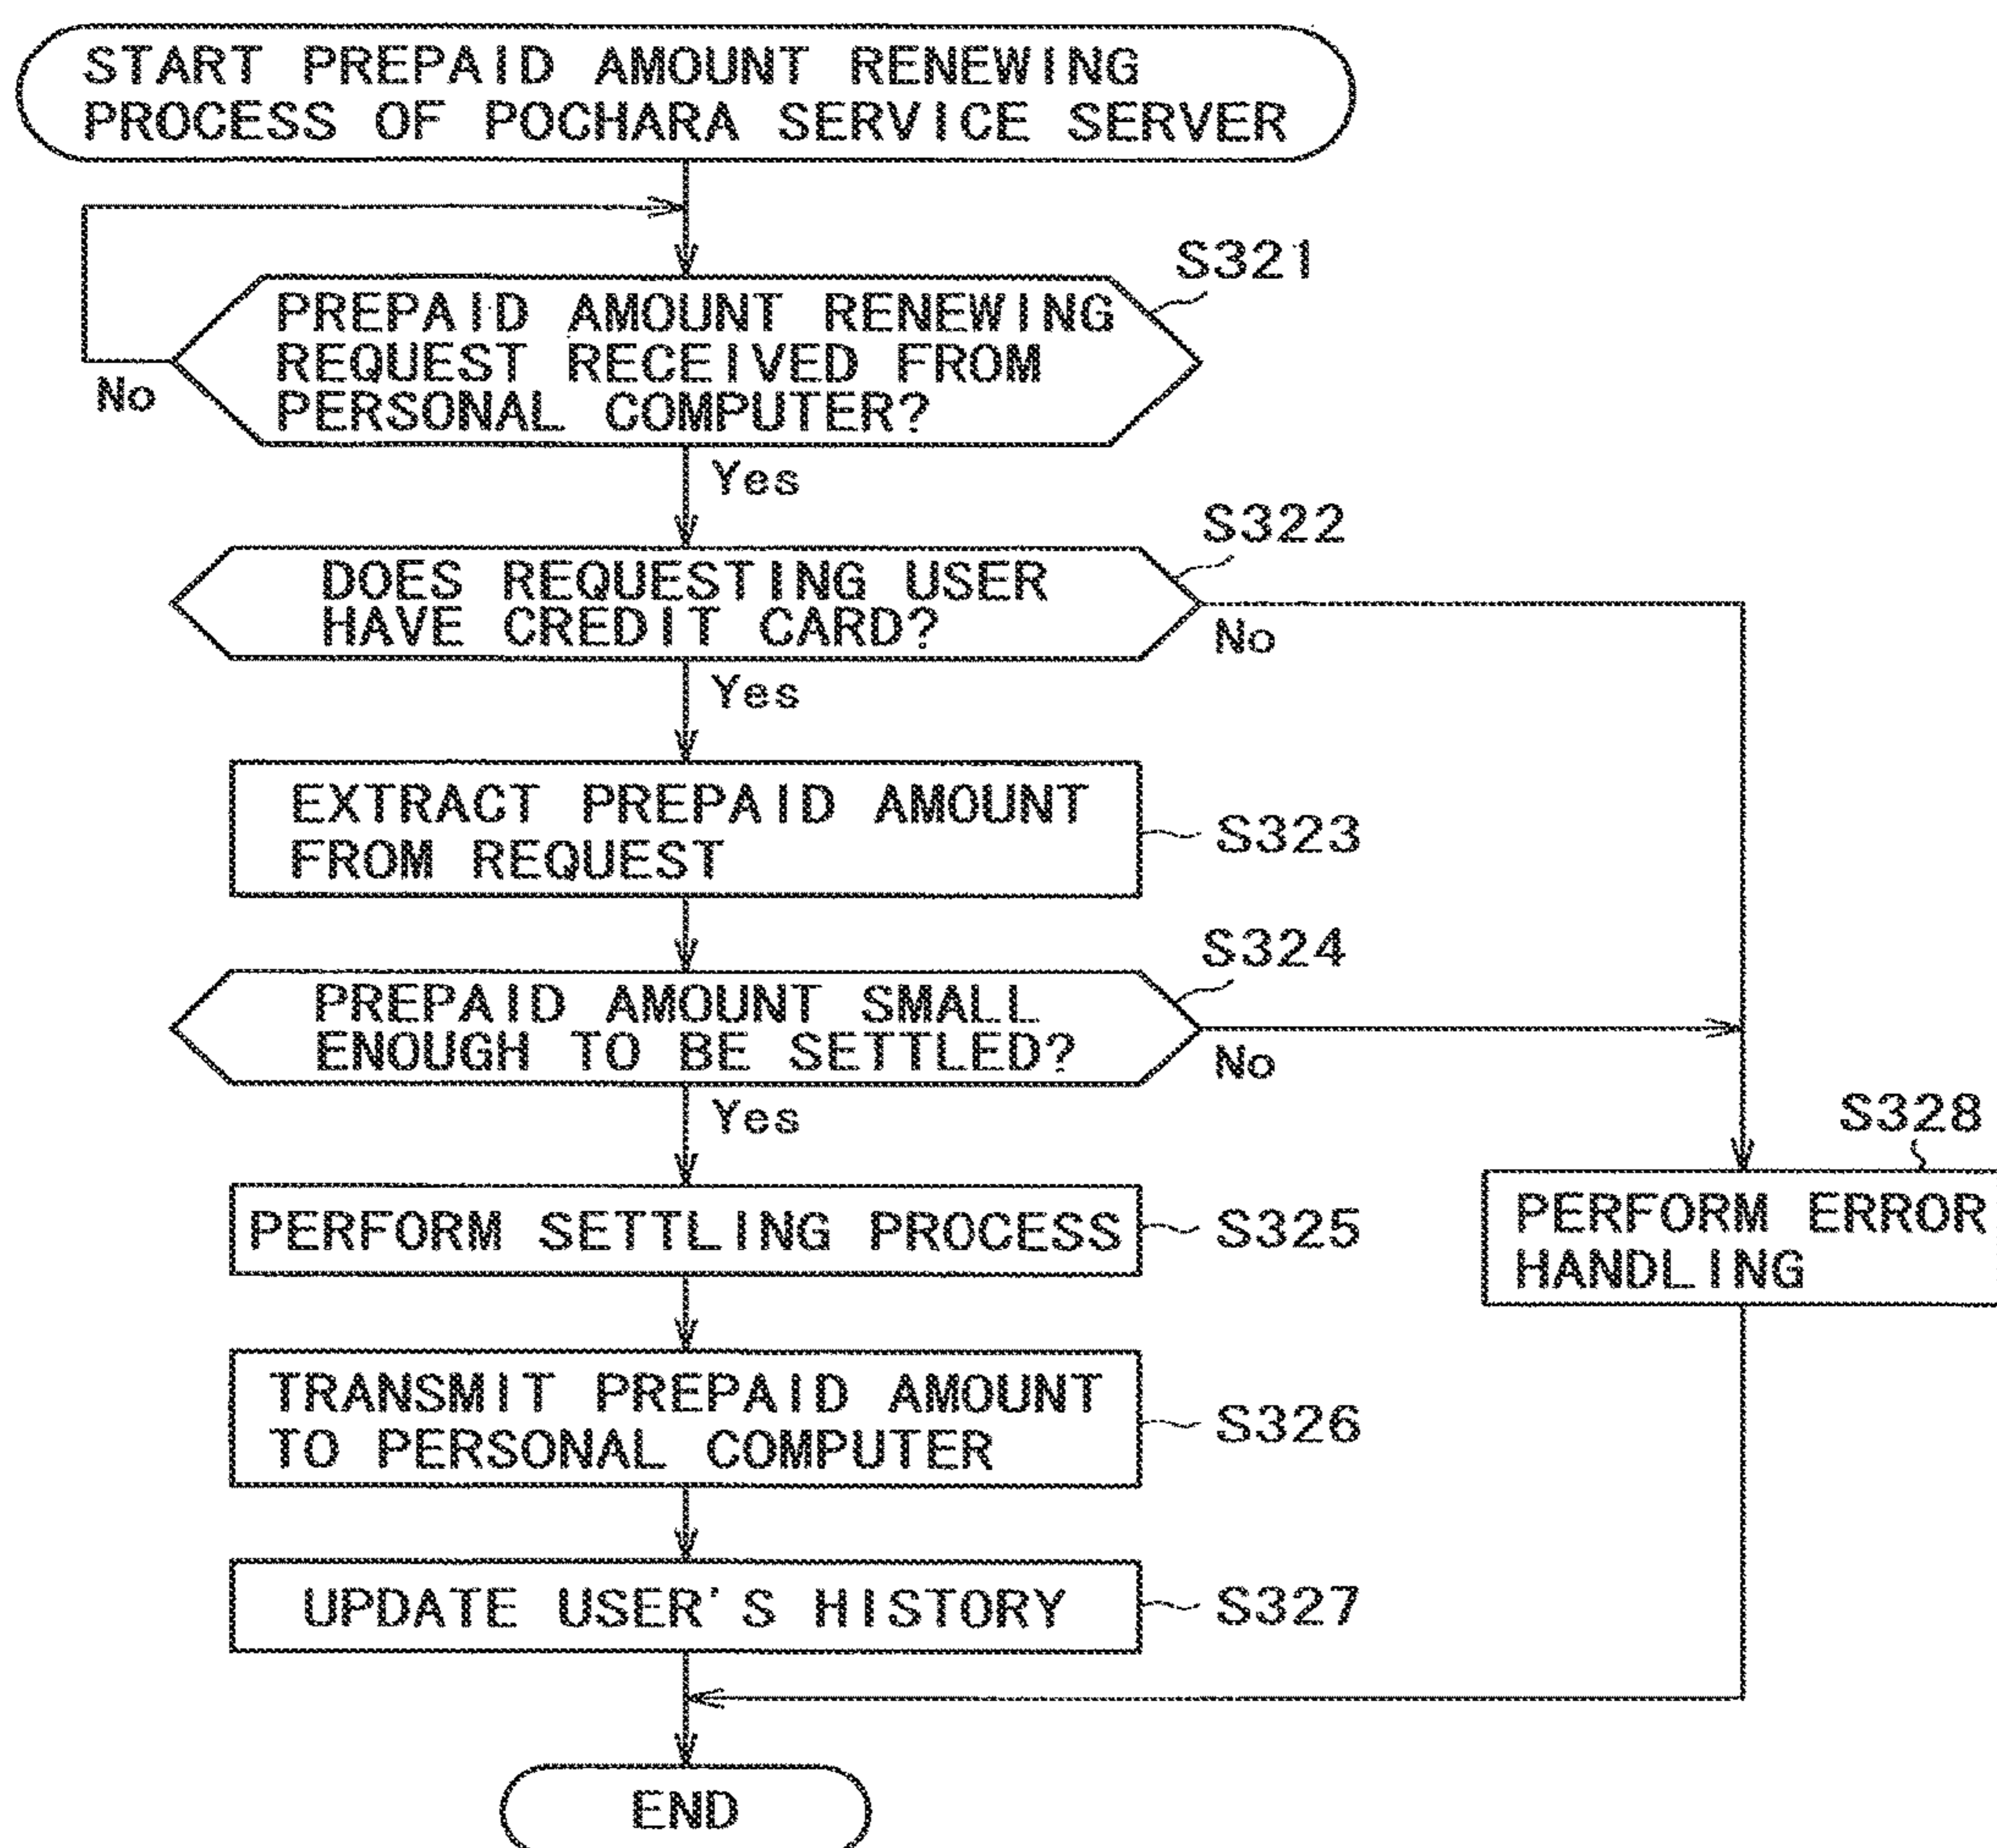 START PREPAID AMOUNT RENEWING
PROCESS OF POCHARA SERVICE SERVER
S321
PREPAID AMOUNT RENEWING
REQUEST RECEIVED FROM
PERSONAL COMPUTER?
No
Yes
S322
DOES REQUESTING USER
HAVE CREDIT CARD?
No
Yes
EXTRACT PREPAID AMOUNT
FROM REQUEST
S323
S324
PREPAID AMOUNT SMALL
ENOUGH TO BE SETTLED?
No
Yes
S328
PERFORM ERROR
HANDLING
PERFORM SETTLING PROCESS
S325
TRANSMIT PREPAID AMOUNT
TO PERSONAL COMPUTER
S326
UPDATE USER'S HISTORY
S327
END